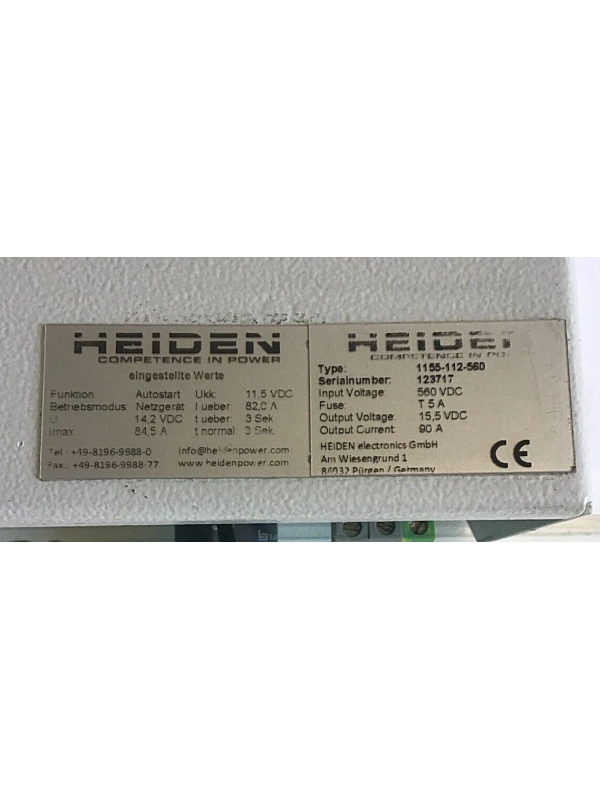 HEIDEN
COMPETENCE IN POWER
eingestellte Werte
Funktion: Autostart Ukk: 11,5 VDC
Betriebsmodus: Netzgerät I ueber: 82,0 A
U 14,2 VDC t ueber: 3 Sek.
Imax 84,5 A t normal: 3 Sek.
Tel.: +49-8196-9988-0 info@heidenpower.com
Fax.: +49-8196-9988-77 www.heidenpower.com
HEIDEI
COMPETENCE IN PO
Type: 1155-112-560
Serialnumber: 123717
Input Voltage: 560 VDC
Fuse: T 5 A
Output Voltage: 15,5 VDC
Output Current: 90 A
HEIDEN electronics GmbH
Am Wiesengrund 1
86932 Pürgen / Germany
CE